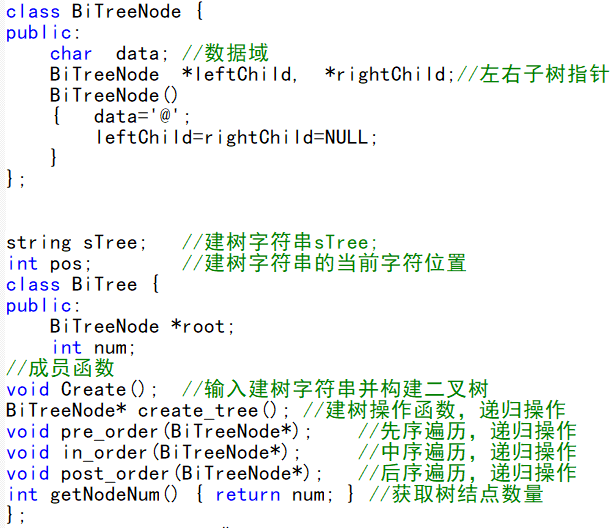 class BiTreeNode {
public:
    char  data; //数据域
    BiTreeNode  *leftChild,  *rightChild;//左右子树指针
    BiTreeNode()
    {   data='@';
        leftChild=rightChild=NULL;
    }
};
string sTree;   //建树字符串sTree;
int pos;        //建树字符串的当前字符位置
class BiTree {
public:
    BiTreeNode *root;
    int num;
//成员函数
void Create();  //输入建树字符串并构建二叉树
BiTreeNode* create_tree(); //建树操作函数，递归操作
void pre_order(BiTreeNode*);    //先序遍历，递归操作
void in_order(BiTreeNode*);     //中序遍历，递归操作
void post_order(BiTreeNode*);   //后序遍历，递归操作
int getNodeNum() { return num; } //获取树结点数量
};